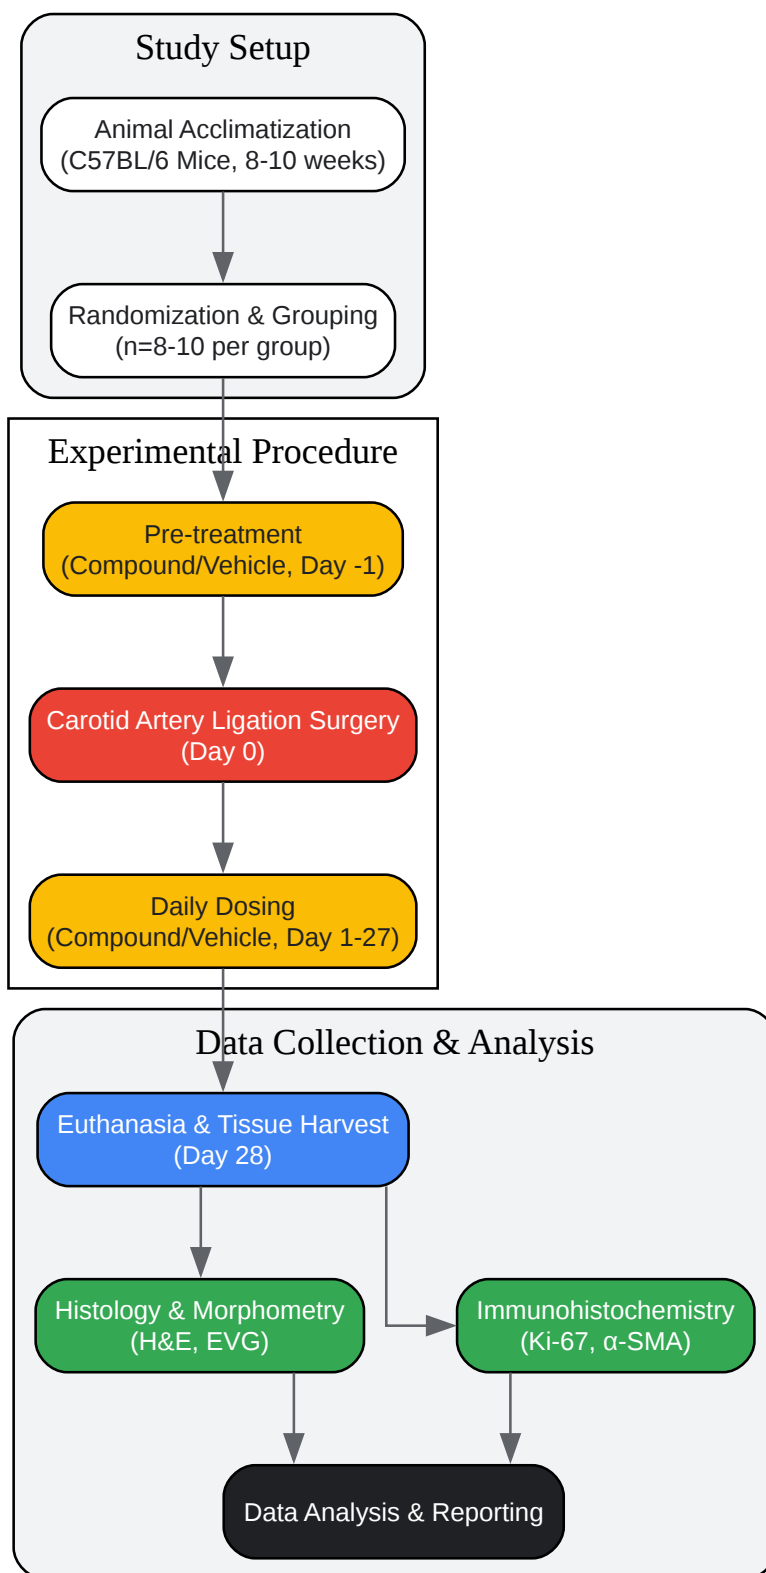 Study Setup
Animal Acclimatization
(C57BL/6 Mice, 8-10 weeks)
Randomization & Grouping
(n=8-10 per group)
Experimental Procedure
Pre-treatment
(Compound/Vehicle, Day -1)
Carotid Artery Ligation Surgery
(Day 0)
Daily Dosing
(Compound/Vehicle, Day 1-27)
Data Collection & Analysis
Euthanasia & Tissue Harvest
(Day 28)
Histology & Morphometry
(H&E, EVG)
Immunohistochemistry
(Ki-67, α-SMA)
Data Analysis & Reporting